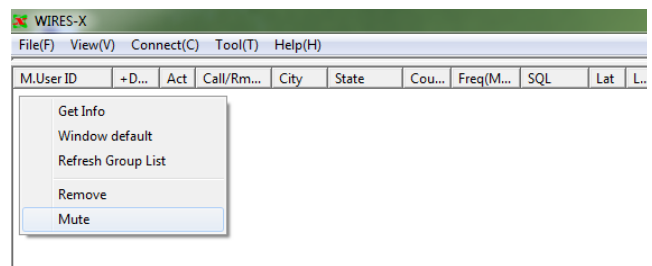 WIRES-X
File(F) View(V) Connect(C) Tool(T) Help(H)
M.User ID +D... Act Call/Rm... City State Cou... Freq(M... SQL Lat L...
Get Info
Window default
Refresh Group List
Remove
Mute